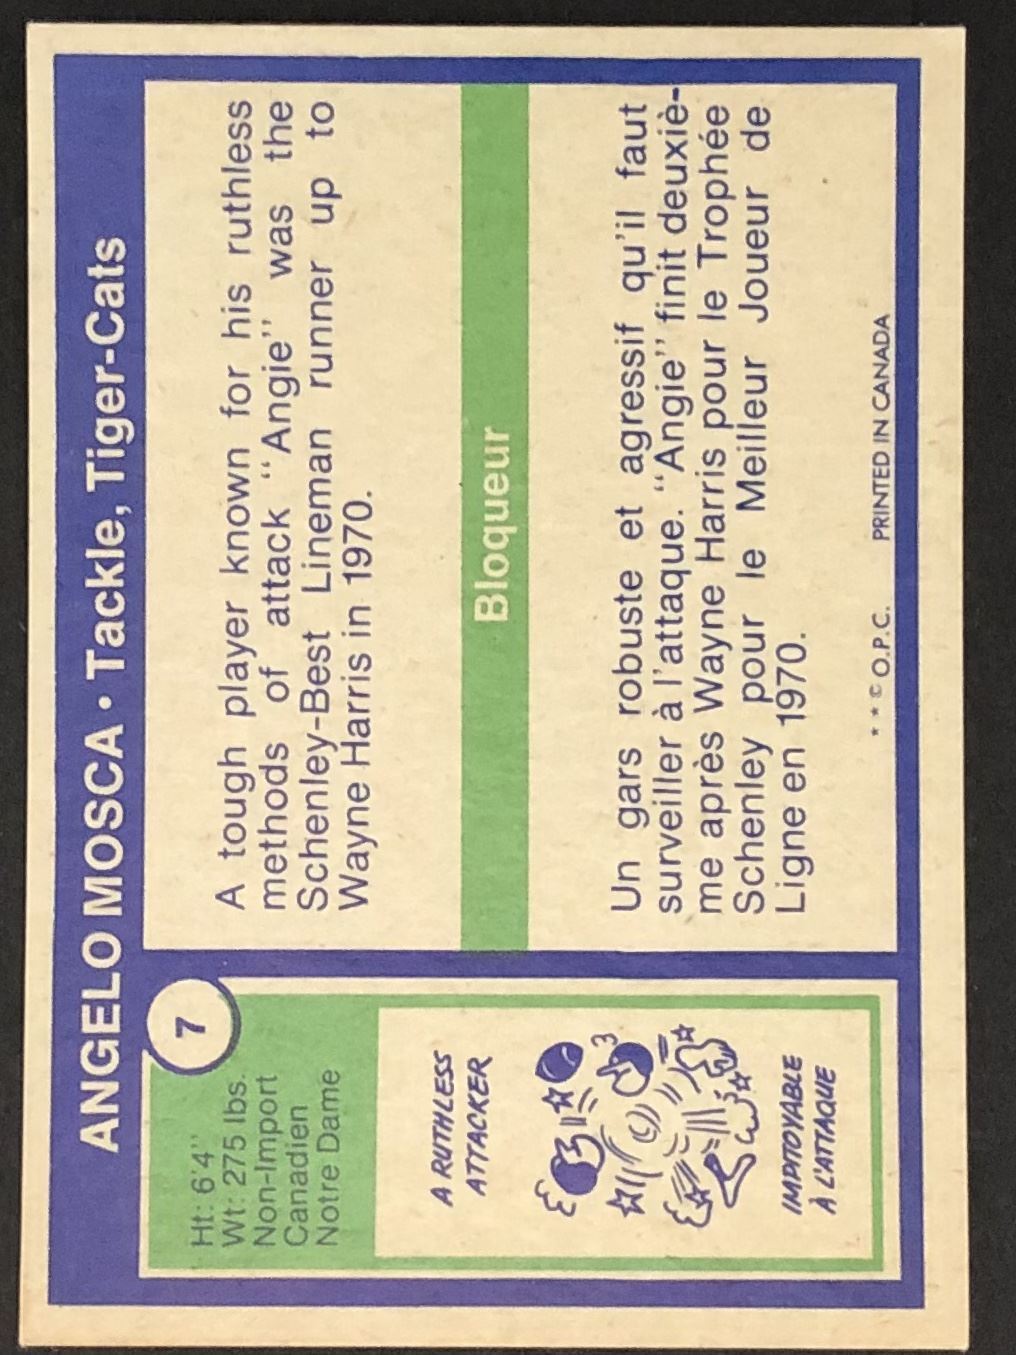 ANGELO MOSCA • Tackle, Tiger-Cats
7
Ht: 6'4"
Wt: 275 lbs.
Non-Import
Canadien
Notre Dame
A RUTHLESS
ATTACKER
IMPITOYABLE
À L'ATTAQUE
A tough player known for his ruthless
methods of attack "Angie" was the
Schenley-Best Lineman runner up to
Wayne Harris in 1970.
Bloqueur
Un gars robuste et agressif qu'il faut
surveiller à l'attaque. "Angie" finit deuxiè-
me après Wayne Harris pour le Trophée
Schenley pour le Meilleur Joueur de
Ligne en 1970.
* * © O.P.C. PRINTED IN CANADA